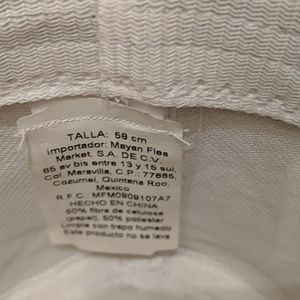 TALLA: 58 cm
Importador: Mayan Flea
Market, S.A. DE C.V.
65 av bis entre 13 y 15 sur,
Col. Maravilla, C.P.: 77665,
Cozumel, Quintana Roo,
Mexico
R.F.C.: MFM0909107A7
HECHO EN CHINA
50% fibra de celulosa
(papel), 50% poliester
Limpie con trapo humedo
Este producto no se lava